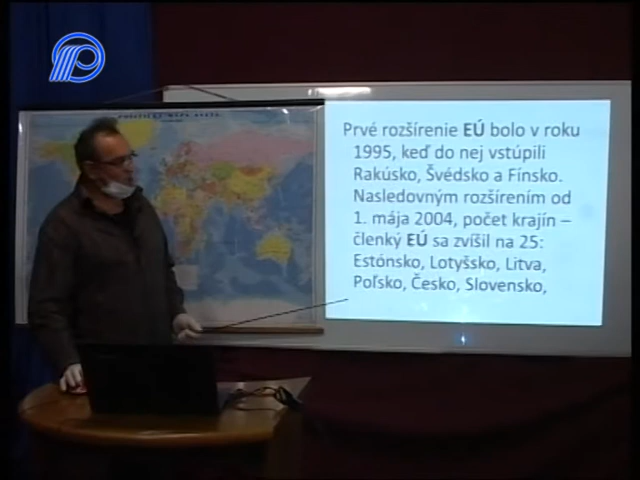 Prvé rozšírenie EÚ bolo v roku
1995, keď do nej vstúpili
Rakúsko, Švédsko a Fínsko.
Nasledovným rozšírením od
1. mája 2004, počet krajín –
členký EÚ sa zvíšil na 25:
Estónsko, Lotyšsko, Litva,
Poľsko, Česko, Slovensko,